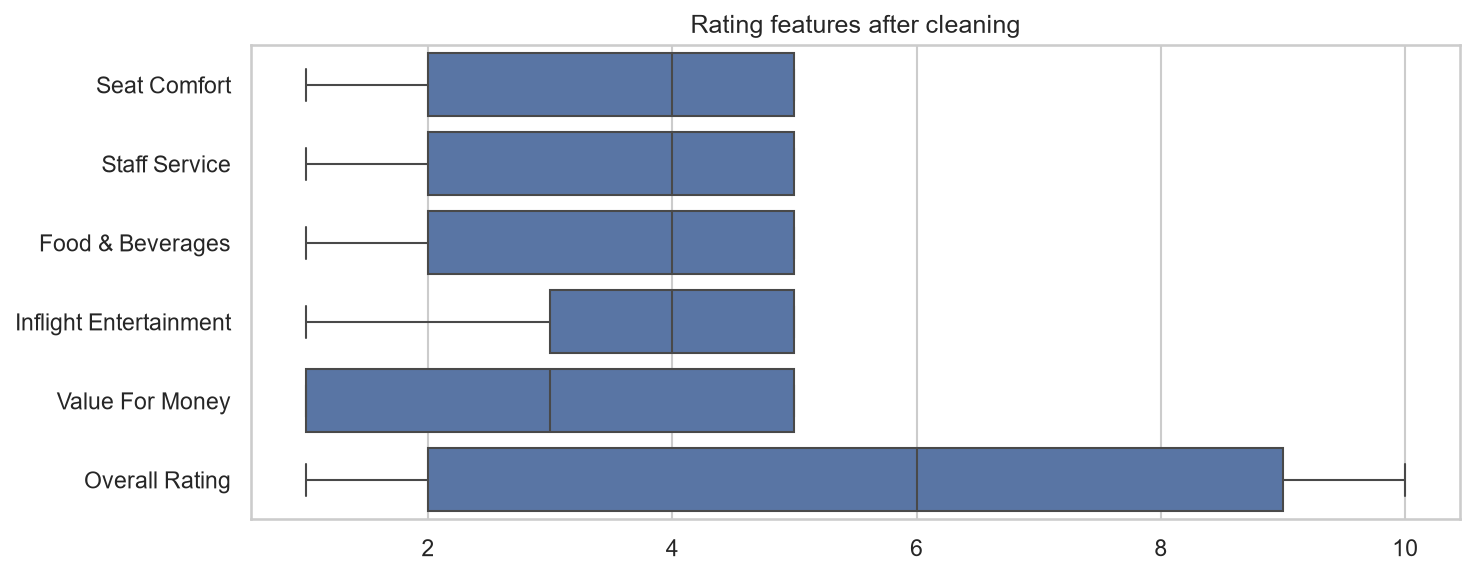 Rating features after cleaning
Seat Comfort
Staff Service
Food & Beverages
Inflight Entertainment
Value For Money
Overall Rating
2 4 6 8 10